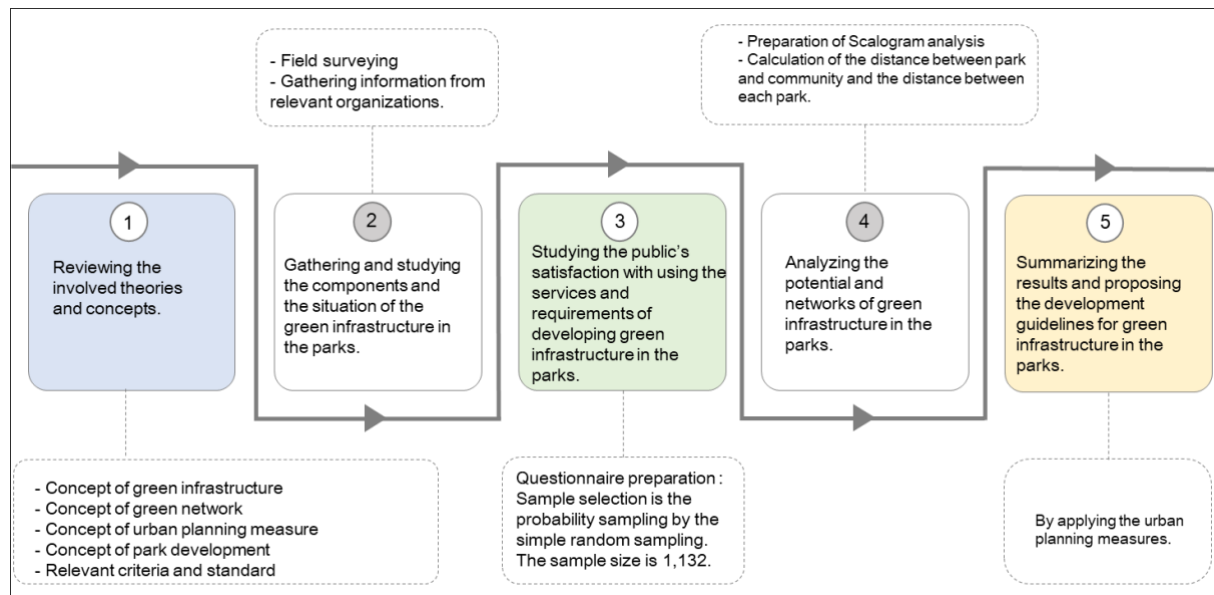 - Field surveying
- Gathering information from
relevant organizations.
- Preparation of Scalogram analysis
- Calculation of the distance between park
and community and the distance between
each park.
1
Reviewing the
involved theories
and concepts.
2
Gathering and studying
the components and
the situation of the
green infrastructure in
the parks.
3
Studying the public's
satisfaction with using the
services and
requirements of
developing green
infrastructure in the
parks.
4
Analyzing the
potential and
networks of green
infrastructure in the
parks.
5
Summarizing the
results and proposing
the development
guidelines for green
infrastructure in the
parks.
- Concept of green infrastructure
- Concept of green network
- Concept of urban planning measure
- Concept of park development
- Relevant criteria and standard
Questionnaire preparation :
Sample selection is the
probability sampling by the
simple random sampling.
The sample size is 1,132.
By applying the urban
planning measures.